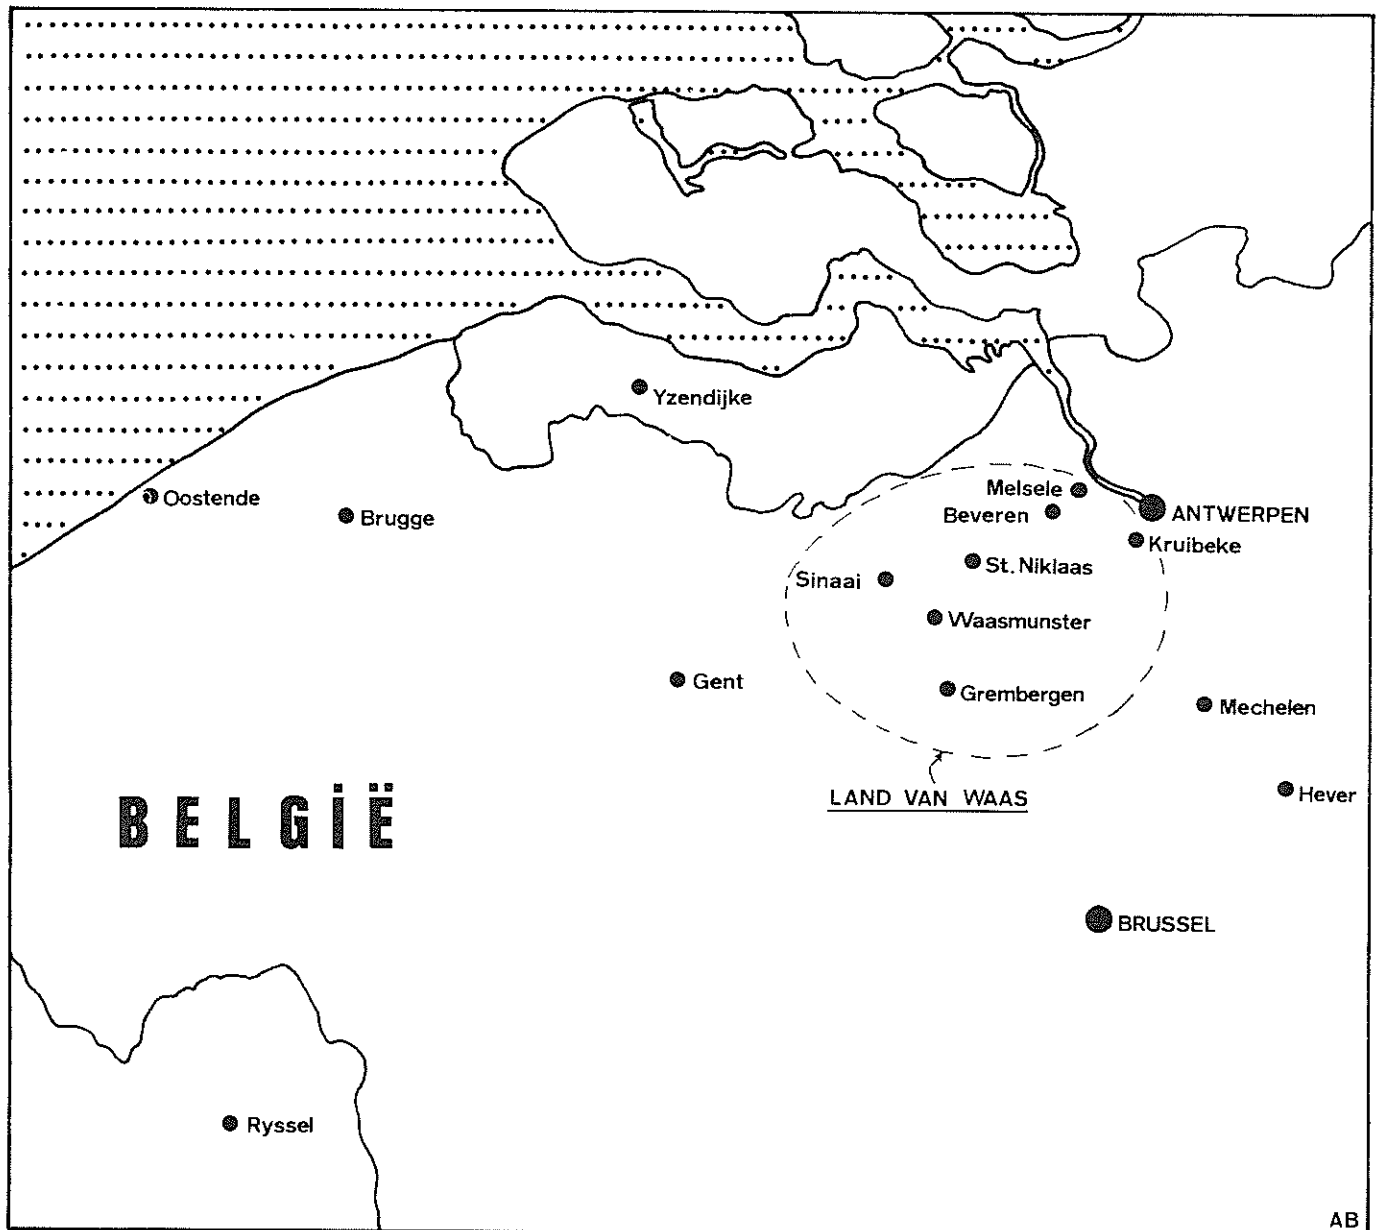 Yzendijke
Oostende
Brugge
Melsele
Beveren
ANTWERPEN
Kruibeke
St. Niklaas
Sinaai
Waasmunster
Gent
Grembergen
Mechelen
LAND VAN WAAS
Hever
BELGİË
BRUSSEL
Ryssel
AB